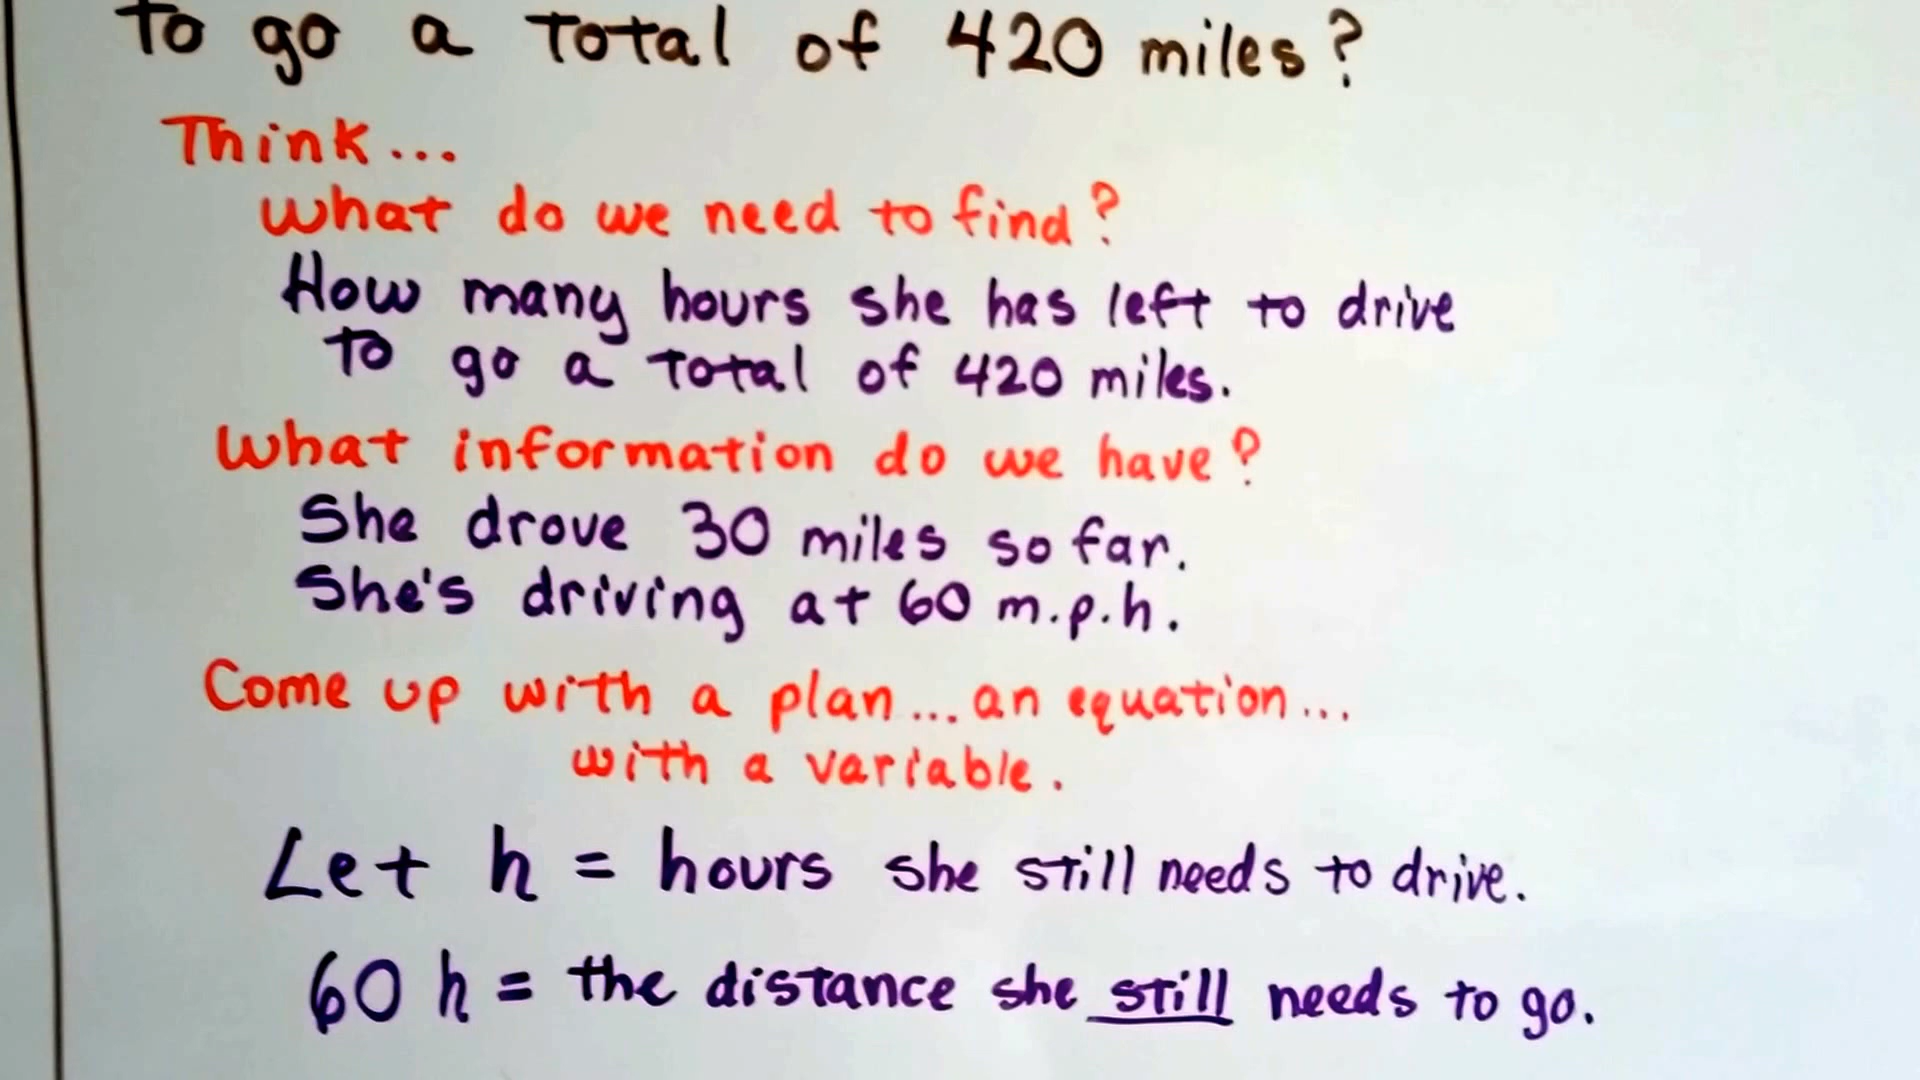 to go a total of 420 miles?
Think...
what do we need to find?
How many hours she has left to drive
to go a total of 420 miles.
What information do we have?
She drove 30 miles so far.
She's driving at 60 m.p.h.
Come up with a plan... an equation...
with a variable.
Let h = hours she still needs to drive.
60 h = the distance she still needs to go.